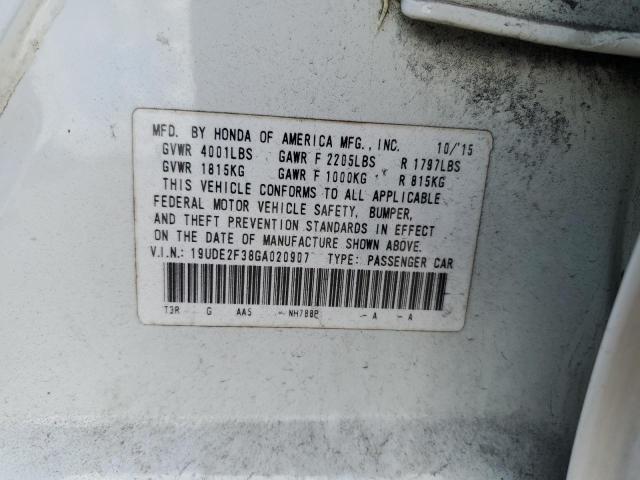 MFD. BY HONDA OF AMERICA MFG., INC. 10/'15
GVWR 4001LBS GAWR F 2205LBS R 1797LBS
GVWR 1815KG GAWR F 1000KG R 815KG
THIS VEHICLE CONFORMS TO ALL APPLICABLE
FEDERAL MOTOR VEHICLE SAFETY, BUMPER,
AND THEFT PREVENTION STANDARDS IN EFFECT
ON THE DATE OF MANUFACTURE SHOWN ABOVE.
V.I.N.: 19UDE2F38GA020907 TYPE: PASSENGER CAR
T3R G AA5 - NH788P - A - A